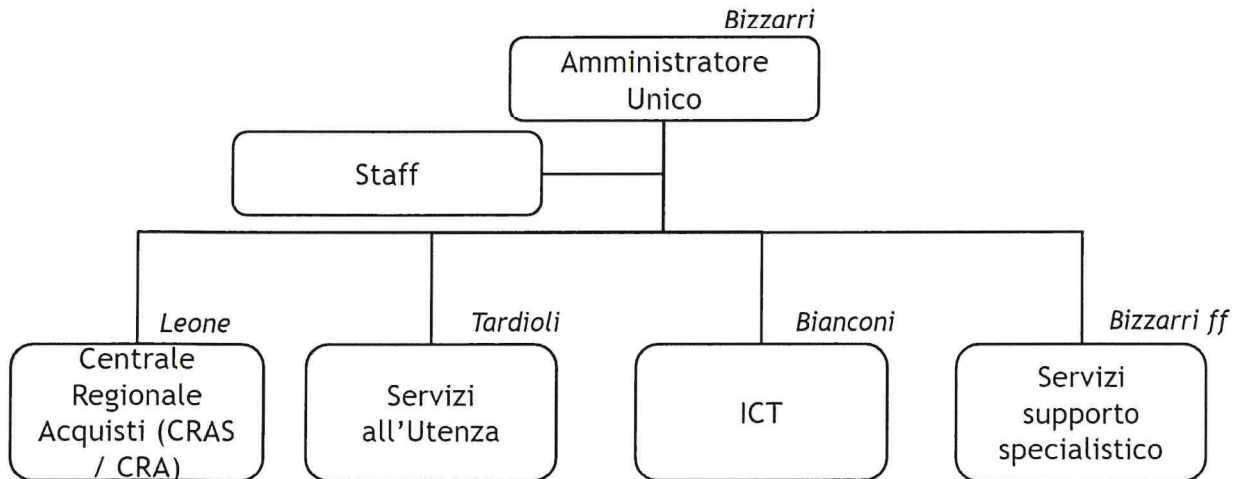 Bizzarri
Amministratore
Unico
Staff
Leone
Centrale
Regionale
Acquisti (CRAS
/ CRA)
Tardioli
Servizi
all'Utenza
Bianconi
ICT
Bizzarri ff
Servizi
supporto
specialistico